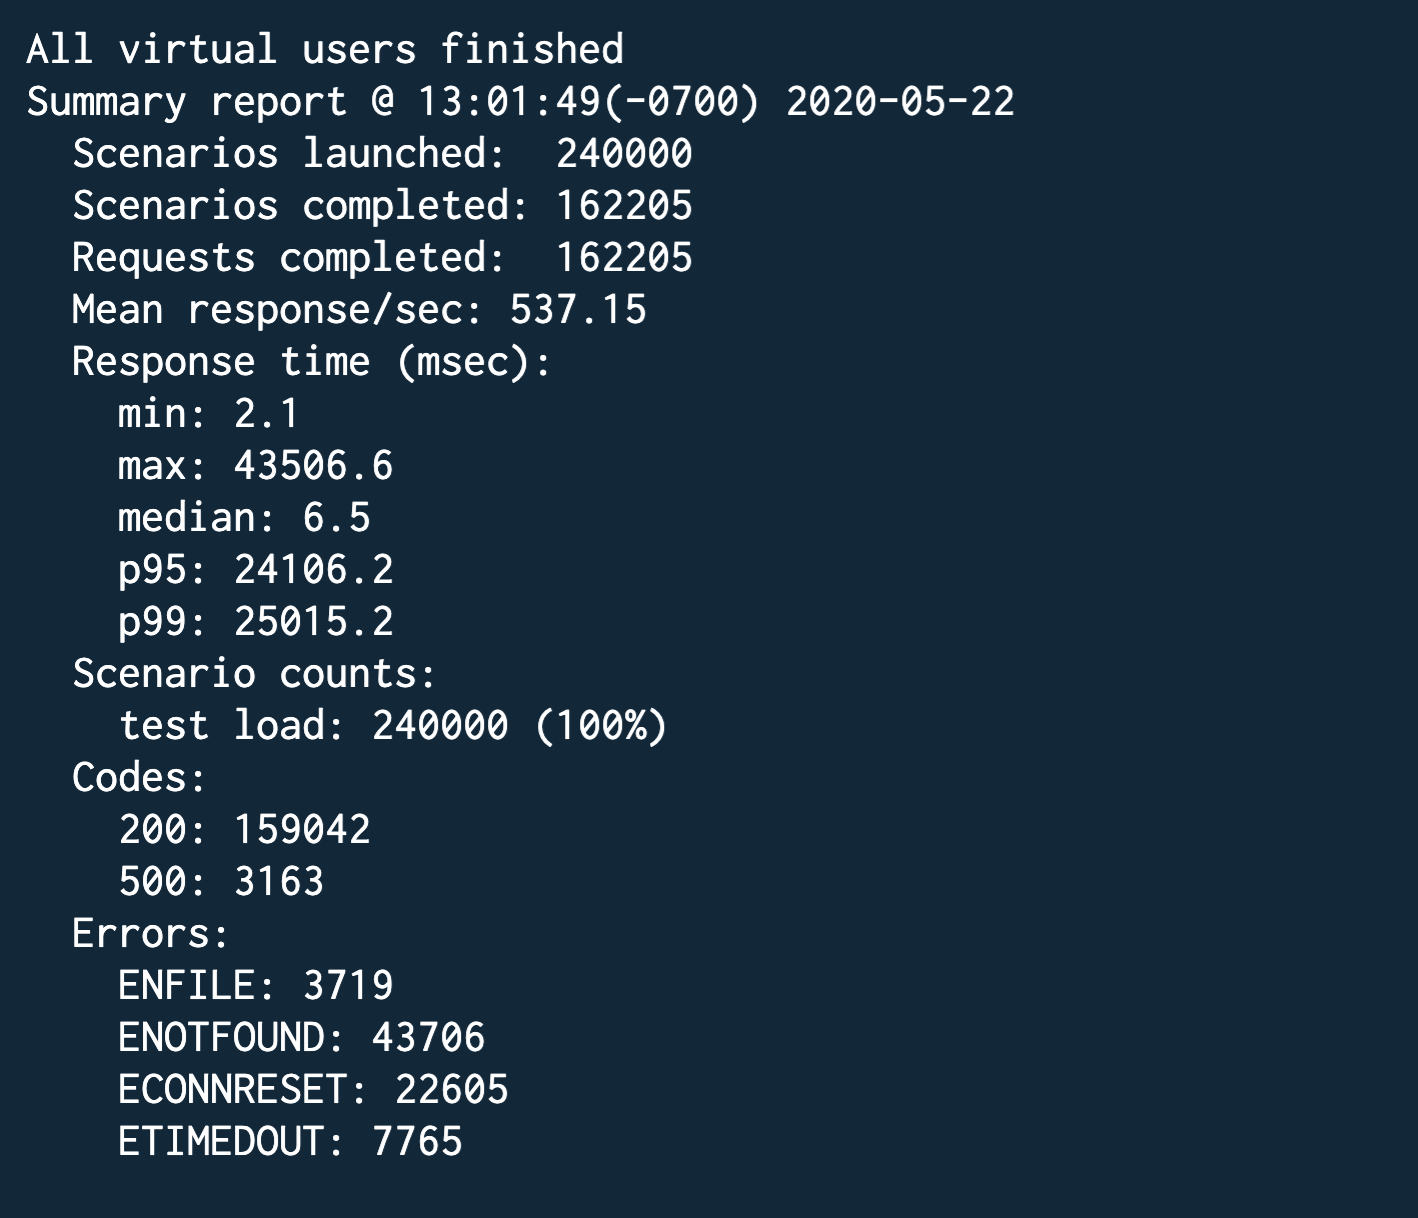 All virtual users finished
Summary report @ 13:01:49(-0700) 2020-05-22
  Scenarios launched:  240000
  Scenarios completed: 162205
  Requests completed:  162205
  Mean response/sec: 537.15
  Response time (msec):
    min: 2.1
    max: 43506.6
    median: 6.5
    p95: 24106.2
    p99: 25015.2
  Scenario counts:
    test load: 240000 (100%)
  Codes:
    200: 159042
    500: 3163
  Errors:
    ENFILE: 3719
    ENOTFOUND: 43706
    ECONNRESET: 22605
    ETIMEDOUT: 7765